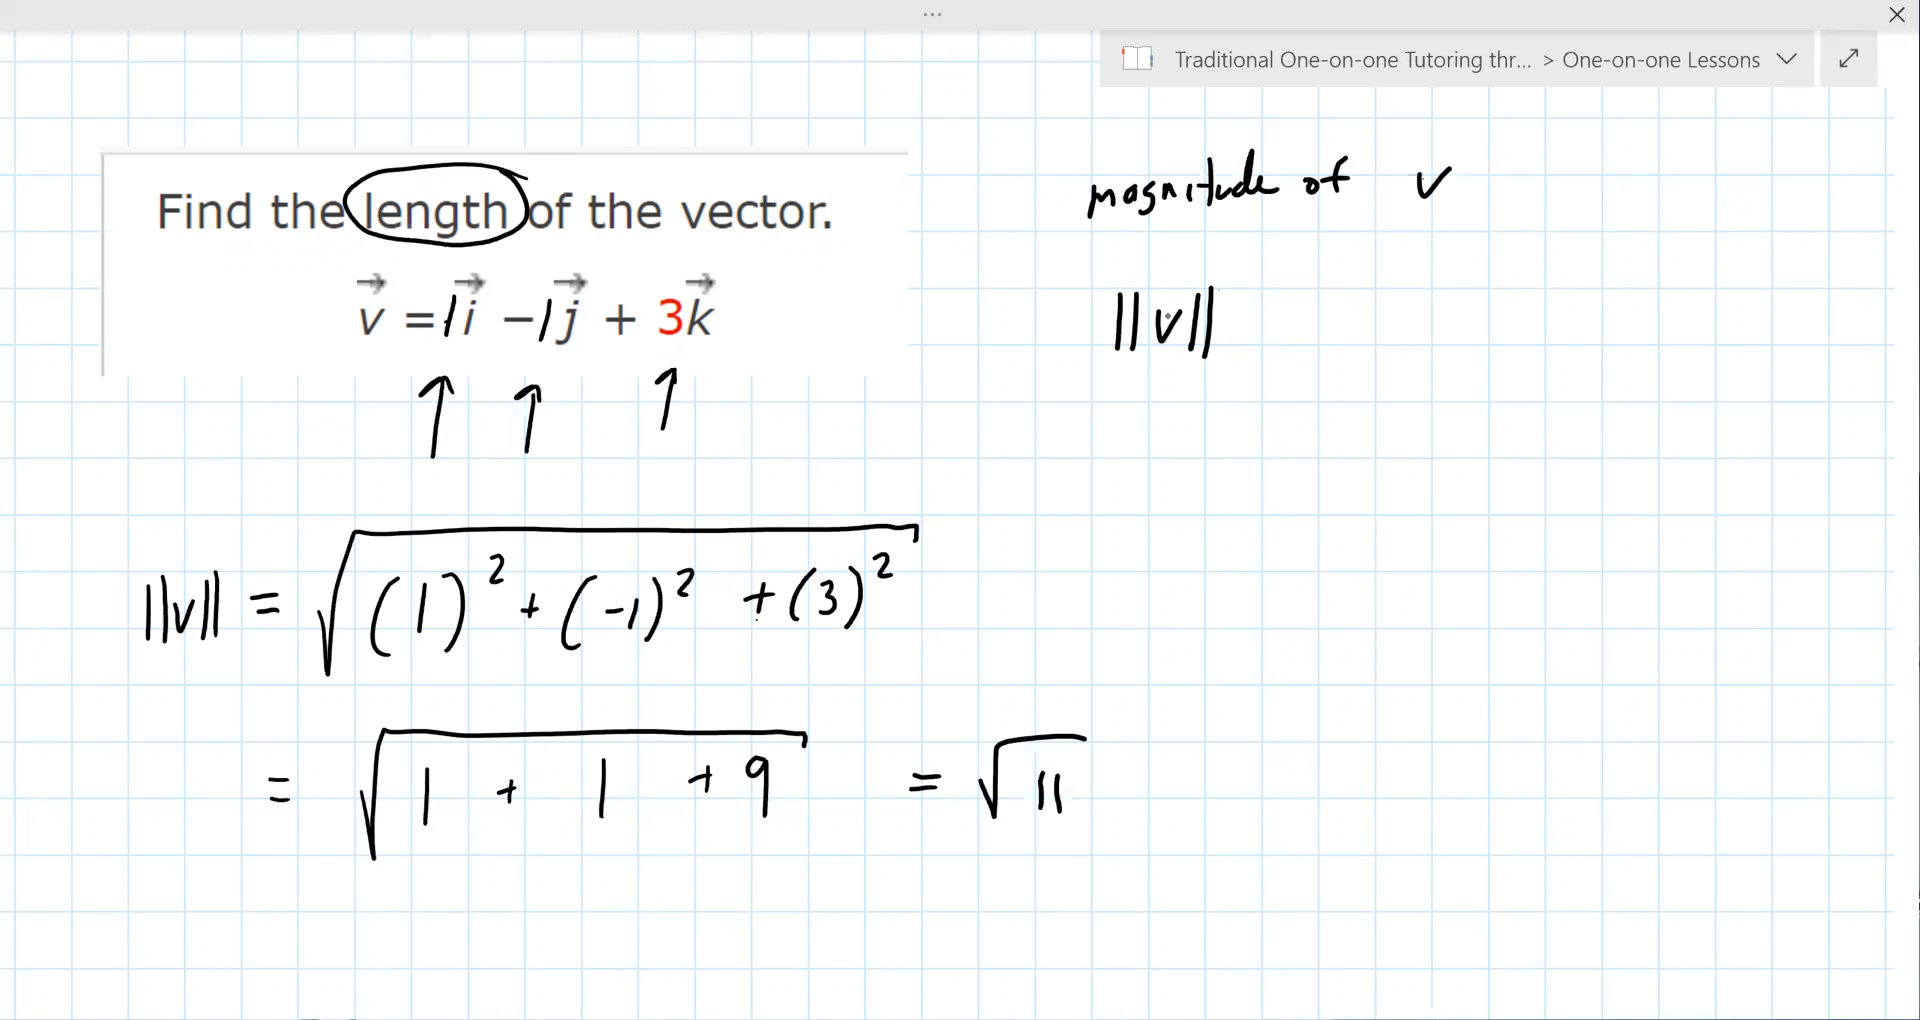 ...
Traditional One-on-one Tutoring thr... > One-on-one Lessons
magnitude of v
Find the length of the vector.
v⃗ = 1i⃗ − 1j⃗ + 3k⃗
||v||
||v|| = √((1)² + (-1)² + (3)²)
= √(1 + 1 + 9) = √11